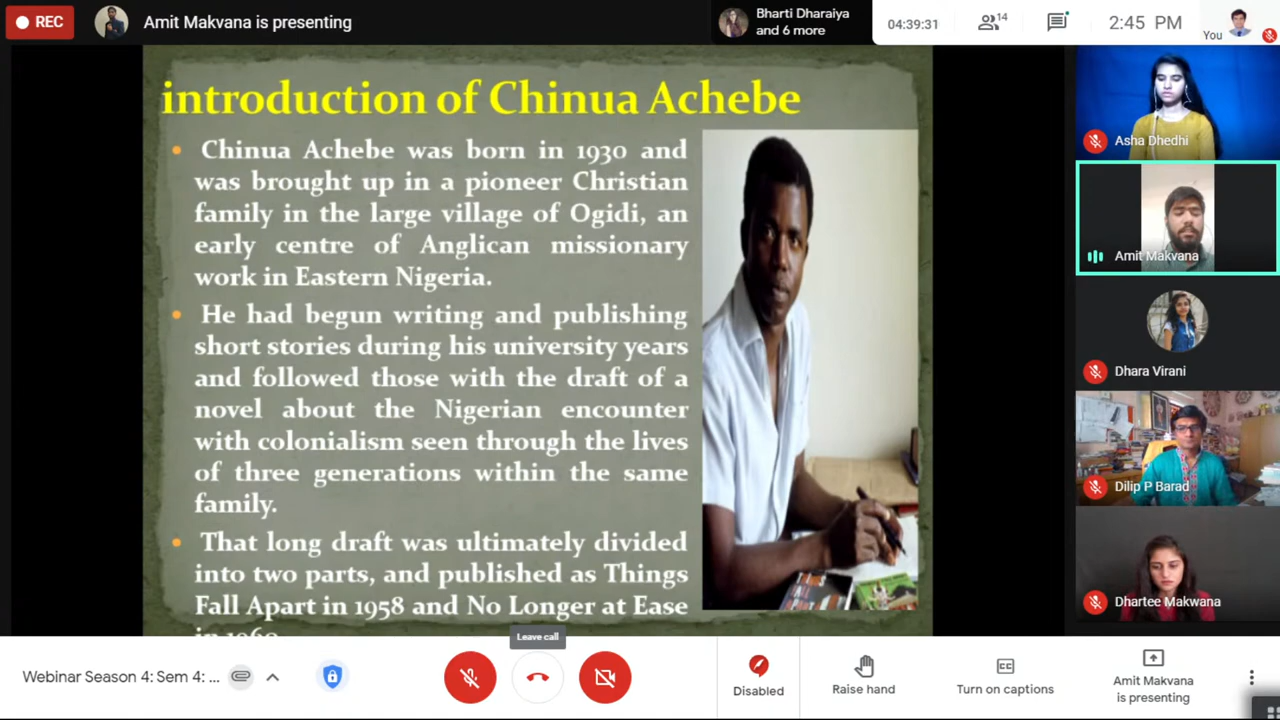 REC
Amit Makvana is presenting
Bharti Dharaiya
and 6 more
04:39:31
14
2:45 PM
You
introduction of Chinua Achebe
• Chinua Achebe was born in 1930 and
was brought up in a pioneer Christian
family in the large village of Ogidi, an
early centre of Anglican missionary
work in Eastern Nigeria.
• He had begun writing and publishing
short stories during his university years
and followed those with the draft of a
novel about the Nigerian encounter
with colonialism seen through the lives
of three generations within the same
family.
• That long draft was ultimately divided
into two parts, and published as Things
Fall Apart in 1958 and No Longer at Ease
in 1960
Asha Dhedhi
Amit Makvana
Dhara Virani
Dilip P Barad
Dhartee Makwana
Leave call
Webinar Season 4: Sem 4: ...
Disabled
Raise hand
CC
Turn on captions
Amit Makvana
is presenting